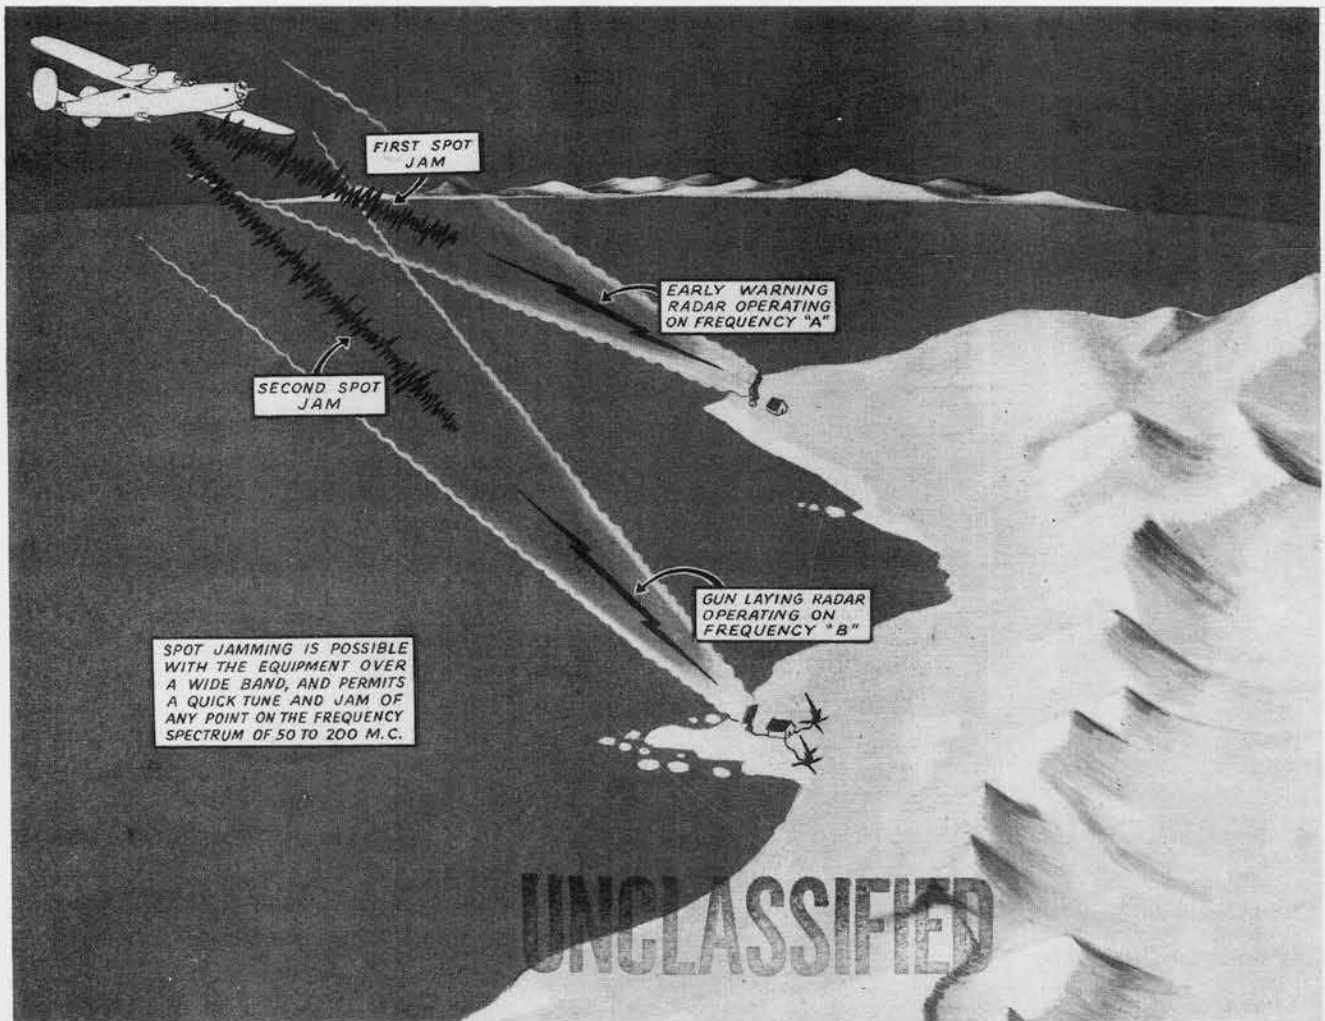 FIRST SPOT
JAM
EARLY WARNING
RADAR OPERATING
ON FREQUENCY "A"
SECOND SPOT
JAM
GUN LAYING RADAR
OPERATING ON
FREQUENCY "B"
SPOT JAMMING IS POSSIBLE
WITH THE EQUIPMENT OVER
A WIDE BAND, AND PERMITS
A QUICK TUNE AND JAM OF
ANY POINT ON THE FREQUENCY
SPECTRUM OF 50 TO 200 M.C.
UNCLASSIFIED